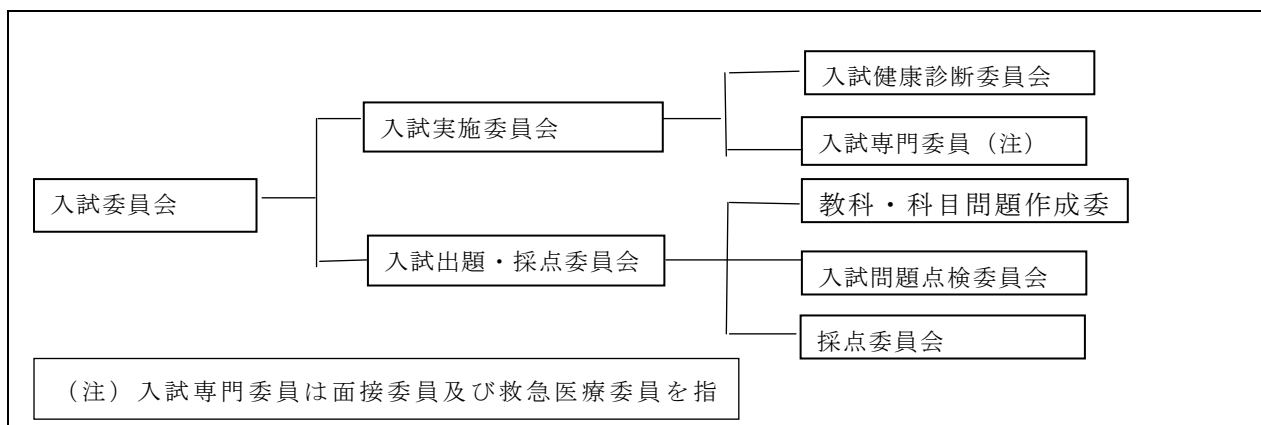 入試健康診断委員会
入試実施委員会
入試専門委員（注）
入試委員会
教科・科目問題作成委
入試出題・採点委員会
入試問題点検委員会
採点委員会
（注）入試専門委員は面接委員及び救急医療委員を指